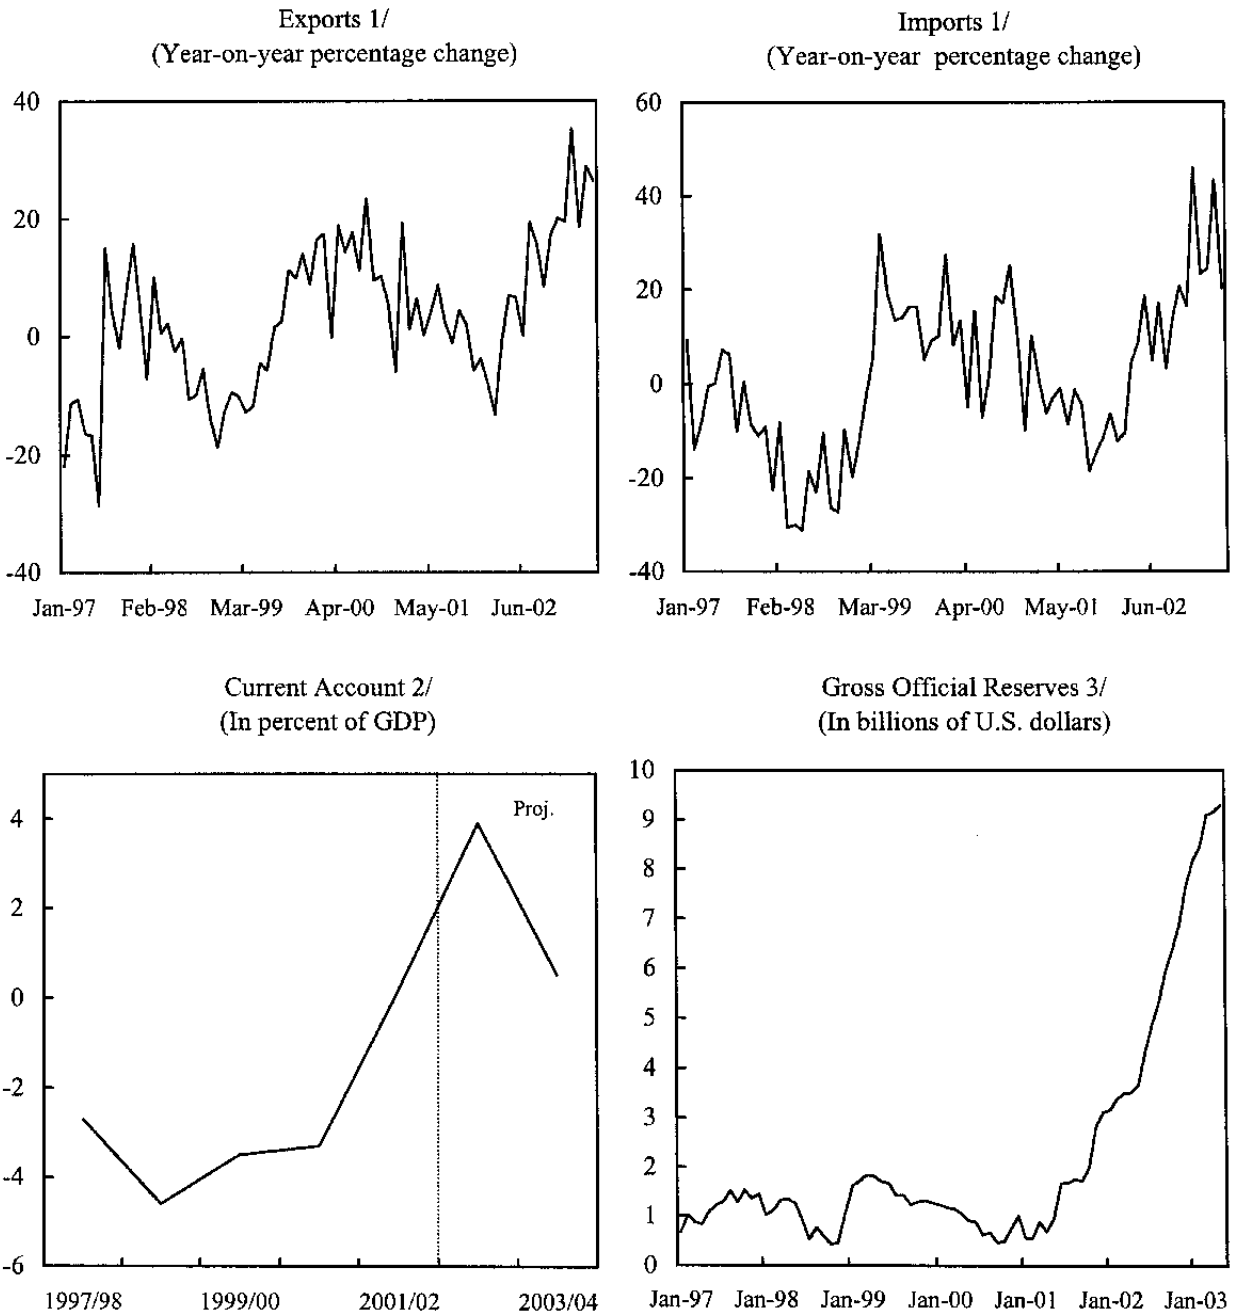 Exports 1/
(Year-on-year percentage change)
40
20
0
-20
-40
Jan-97 Feb-98 Mar-99 Apr-00 May-01 Jun-02
Imports 1/
(Year-on-year percentage change)
60
40
20
0
-20
-40
Jan-97 Feb-98 Mar-99 Apr-00 May-01 Jun-02
Current Account 2/
(In percent of GDP)
Proj.
4
2
0
-2
-4
-6
1997/98 1999/00 2001/02 2003/04
Gross Official Reserves 3/
(In billions of U.S. dollars)
10
9
8
7
6
5
4
3
2
1
0
Jan-97 Jan-98 Jan-99 Jan-00 Jan-01 Jan-02 Jan-03